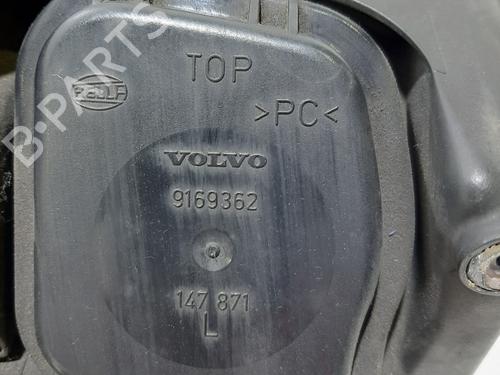 TOP
HELLA
>PC<
VOLVO
9169362
147 871
L
B-PARTS